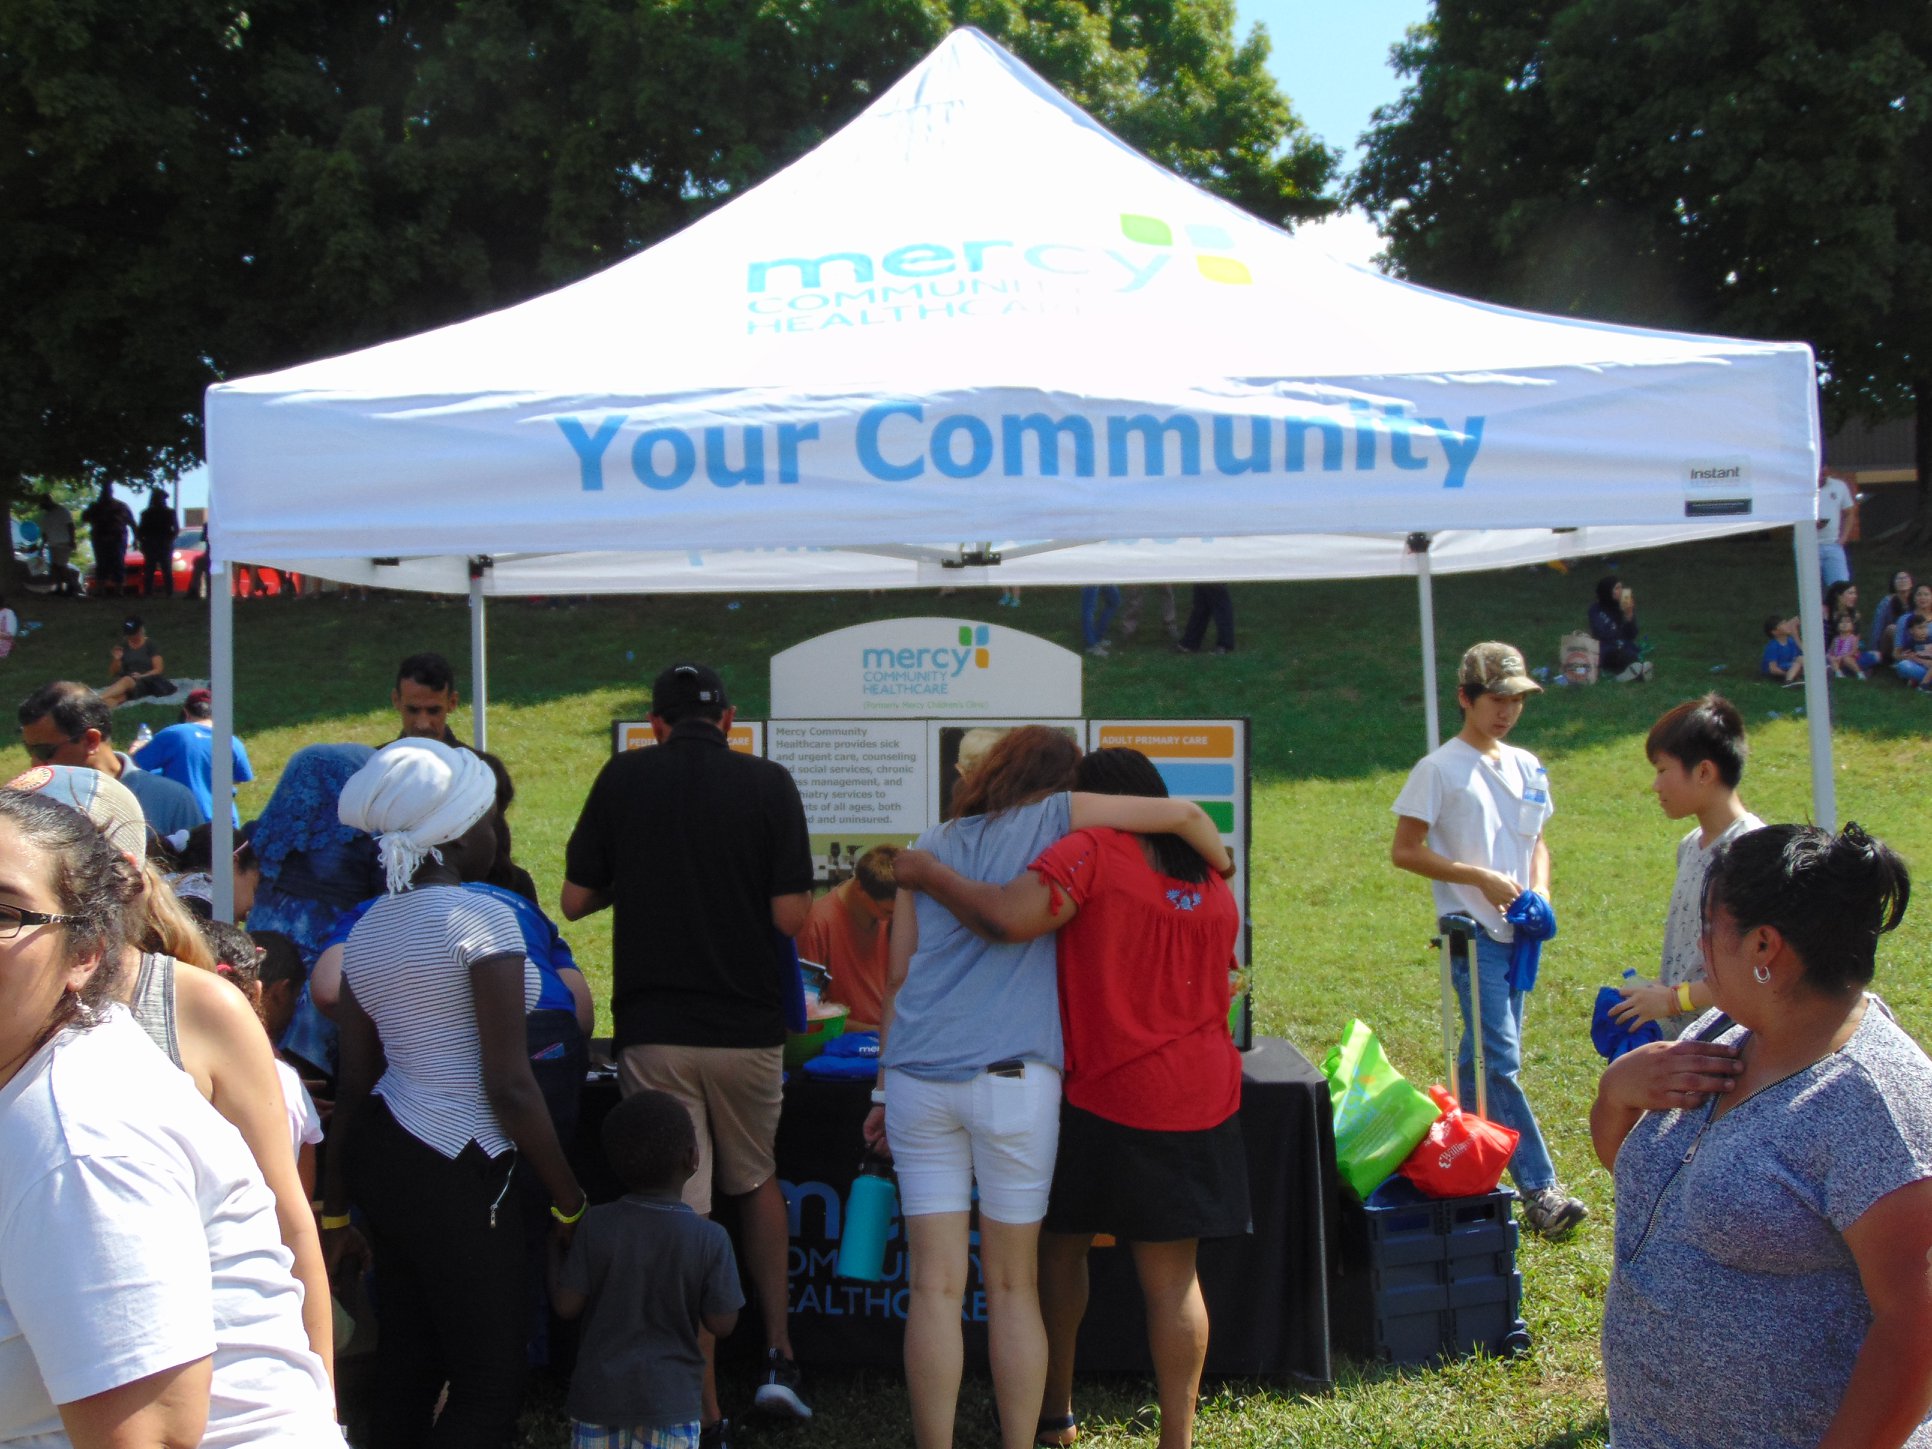 mercy
COMMUNITY
HEALTHCARE
Your Community
Instant
mercy
COMMUNITY
HEALTHCARE
(Formerly Mercy Children's Clinic)
CARE
Mercy Community
Healthcare provides sick
and urgent care, counseling
and social services, chronic
management, and
services to
of all ages, both
and uninsured.
ADULT PRIMARY CARE